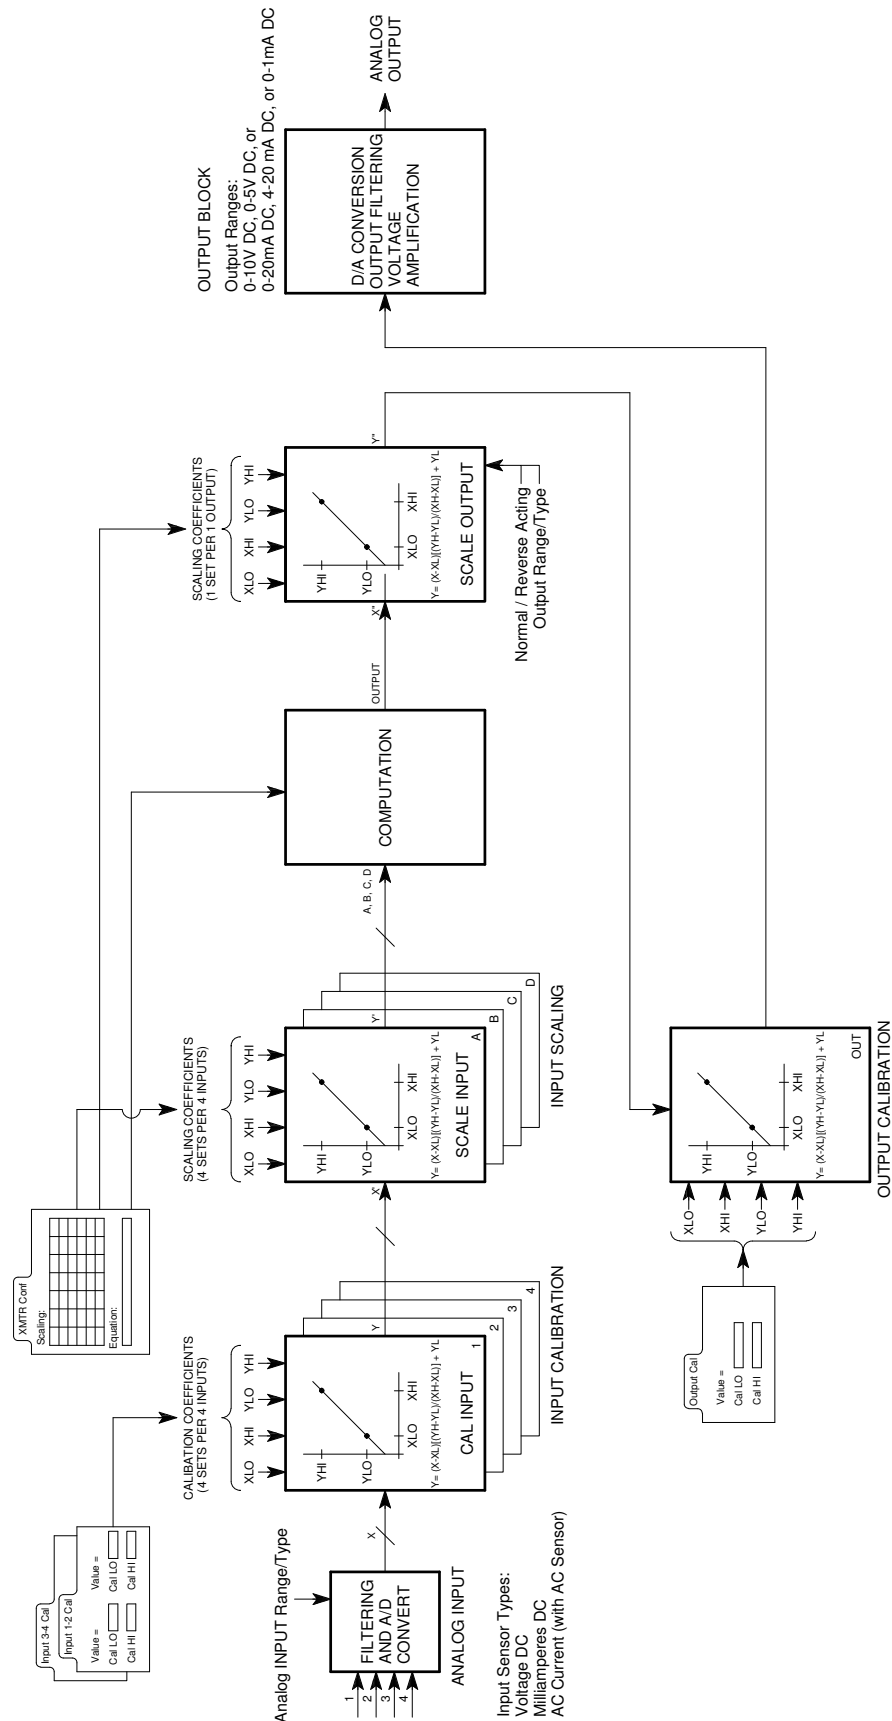 Input 3-4 Cal
Input 1-2 Cal
Value =
Cal LO
Cal HI
Value =
Cal LO
Cal HI
XMTR Conf
Scaling:
Equation:
Analog INPUT Range/Type
1
2
3
4
FILTERING
AND A/D
CONVERT
ANALOG INPUT
Input Sensor Types:
Voltage DC
Milliamperes DC
AC Current (with AC Sensor)
X
CALIBATION COEFFICIENTS
(4 SETS PER 4 INPUTS)
XLO
XHI
YLO
YHI
YHI
YLO
XLO
XHI
Y= (X-XL)[(YH-YL)/(XH-XL)] + YL
CAL INPUT
Y
1
2
3
4
INPUT CALIBRATION
SCALING COEFFICIENTS
(4 SETS PER 4 INPUTS)
XLO
XHI
YLO
YHI
X'
YHI
YLO
XLO
XHI
Y= (X-XL)[(YH-YL)/(XH-XL)] + YL
SCALE INPUT
Y'
A
B
C
D
INPUT SCALING
A, B, C, D
COMPUTATION
OUTPUT
SCALING COEFFICIENTS
(1 SET PER 1 OUTPUT)
XLO
XHI
YLO
YHI
X"
YHI
YLO
XLO
XHI
Y= (X-XL)[(YH-YL)/(XH-XL)] + YL
SCALE OUTPUT
Y"
Normal / Reverse Acting
Output Range/Type
OUTPUT BLOCK
Output Ranges:
0-10V DC, 0-5V DC, or
0-20mA DC, 4-20 mA DC, or 0-1mA DC
D/A CONVERSION
OUTPUT FILTERING
VOLTAGE
AMPLIFICATION
ANALOG
OUTPUT
Output Cal
Value =
Cal LO
Cal HI
XLO
XHI
YLO
YHI
YHI
YLO
XLO
XHI
Y= (X-XL)[(YH-YL)/(XH-XL)] + YL
OUT
OUTPUT CALIBRATION